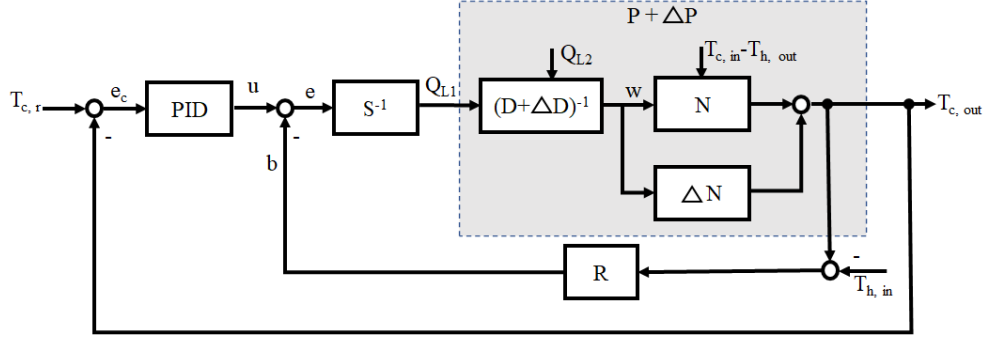 P + △P
T_c, in-T_h, out
Q_L2
e_c
u
e
Q_L1
w
T_c, r
PID
S^-1
(D+△D)^-1
N
T_c, out
-
-
b
△ N
R
-
T_h, in